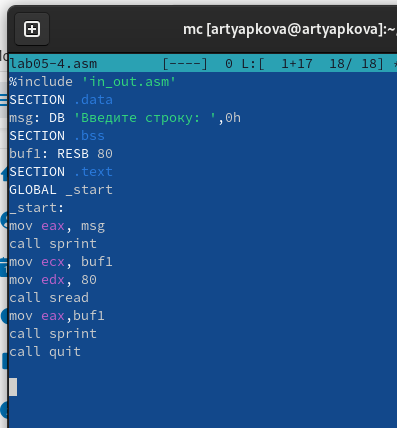 mc [artyapkova@artyapkova]:~
lab05-4.asm [----] 0 L:[ 1+17 18/ 18] *
%include 'in_out.asm'
SECTION .data
msg: DB 'Введите строку: ',0h
SECTION .bss
buf1: RESB 80
SECTION .text
GLOBAL _start
_start:
mov eax, msg
call sprint
mov ecx, buf1
mov edx, 80
call sread
mov eax,buf1
call sprint
call quit